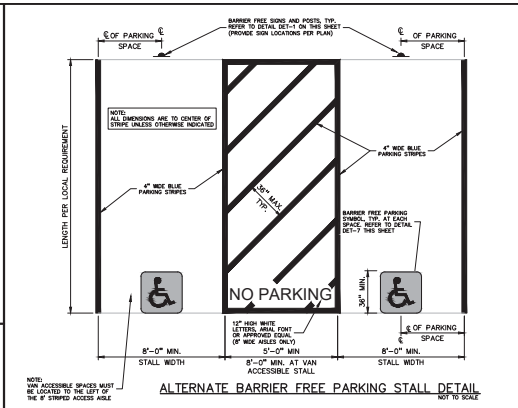 BARRIER FREE SIGNS AND POSTS, TYP.
REFER TO DETAIL DET-1 ON THIS SHEET
(PROVIDE SIGN LOCATIONS PER PLAN)
℄ OF PARKING
SPACE
℄
℄
℄ OF PARKING
SPACE
NOTE:
ALL DIMENSIONS ARE TO CENTER OF
STRIPE UNLESS OTHERWISE INDICATED
LENGTH PER LOCAL REQUIREMENT
4" WIDE BLUE
PARKING STRIPES
4" WIDE BLUE
PARKING STRIPES
36" MAX.
TYP.
BARRIER FREE PARKING
SYMBOL, TYP. AT EACH
SPACE. REFER TO DETAIL
DET-7 THIS SHEET
NO PARKING
36" MIN.
12" HIGH WHITE
LETTERS, ARIAL FONT
OR APPROVED EQUAL
(8' WIDE AISLES ONLY)
℄ OF PARKING
SPACE
8'-0" MIN.
STALL WIDTH
5'-0" MIN
8'-0" MIN. AT VAN
ACCESSIBLE STALL
8'-0" MIN.
STALL WIDTH
NOTE:
VAN ACCESSIBLE SPACES MUST
BE LOCATED TO THE LEFT OF
THE 8' STRIPED ACCESS AISLE
ALTERNATE BARRIER FREE PARKING STALL DETAIL
NOT TO SCALE